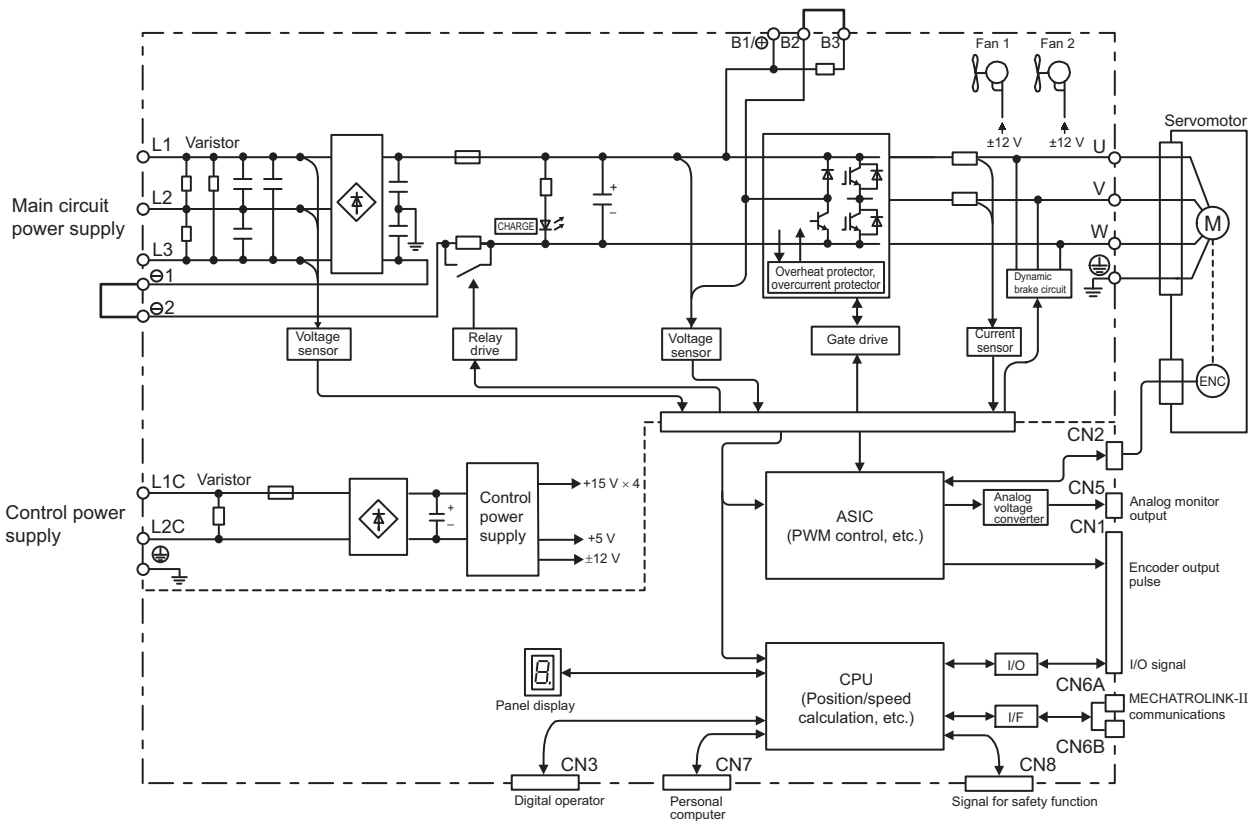 B1/⊕ B2 B3
Fan 1
Fan 2
±12 V
±12 V
Servomotor
Main circuit
power supply
L1
Varistor
L2
L3
⊖1
⊖2
CHARGE
+
–
Overheat protector,
overcurrent protector
U
V
W
M
Dynamic
brake circuit
Voltage
sensor
Relay
drive
Voltage
sensor
Gate drive
Current
sensor
ENC
Control power
supply
L1C
Varistor
L2C
+
–
Control
power
supply
+15 V × 4
+5 V
±12 V
ASIC
(PWM control, etc.)
Analog
voltage
converter
CN2
CN5
Analog monitor
output
CN1
Encoder output
pulse
I/O signal
8.
Panel display
CPU
(Position/speed
calculation, etc.)
I/O
I/F
CN6A
MECHATROLINK-II
communications
CN6B
CN3
Digital operator
CN7
Personal
computer
CN8
Signal for safety function